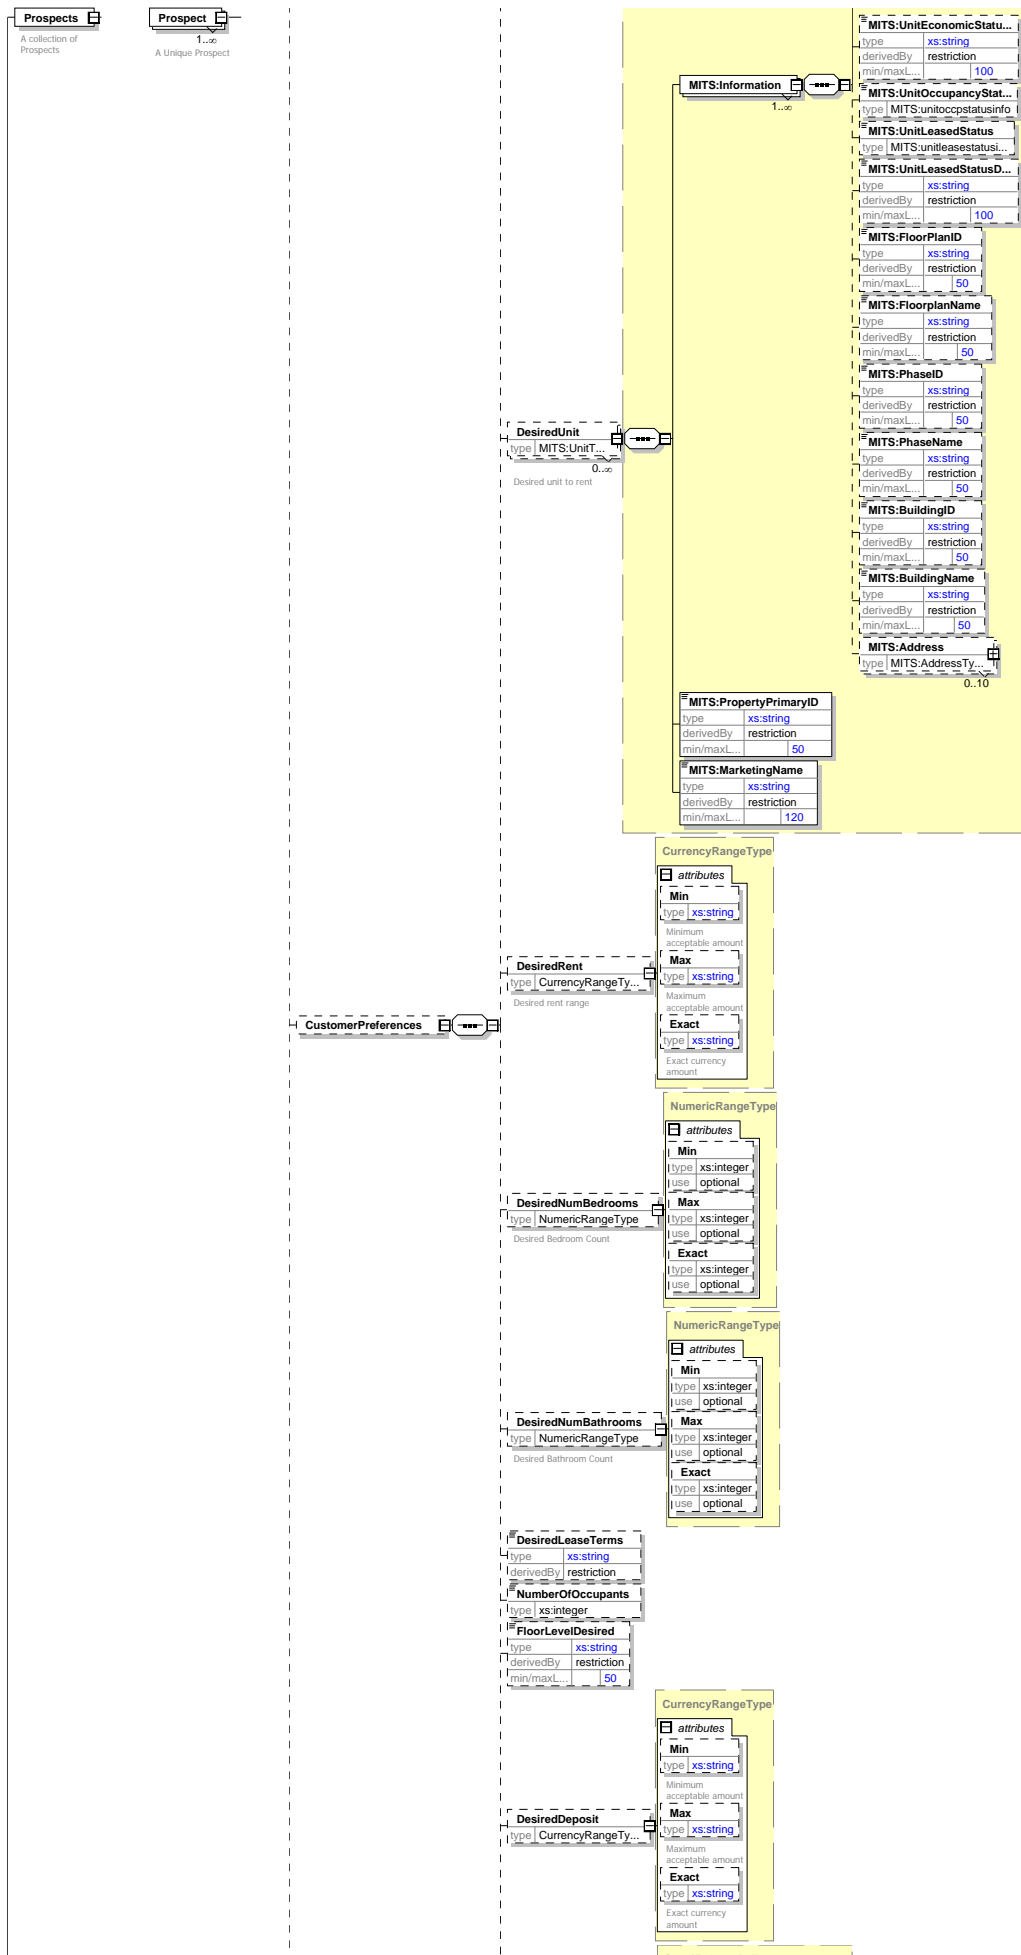 Prospects
A collection of
Prospects
Prospect
1..∞
A Unique Prospect
MITS:UnitEconomicStatu...
type xs:string
derivedBy restriction
min/maxL... 100
MITS:Information
1..∞
MITS:UnitOccupancyStat...
type MITS:unitoccpstatusinfo
MITS:UnitLeasedStatus
type MITS:unitleasestatusi...
MITS:UnitLeasedStatusD...
type xs:string
derivedBy restriction
min/maxL... 100
MITS:FloorPlanID
type xs:string
derivedBy restriction
min/maxL... 50
MITS:FloorplanName
type xs:string
derivedBy restriction
min/maxL... 50
MITS:PhaseID
type xs:string
derivedBy restriction
min/maxL... 50
DesiredUnit
type MITS:UnitT...
0..∞
Desired unit to rent
MITS:PhaseName
type xs:string
derivedBy restriction
min/maxL... 50
MITS:BuildingID
type xs:string
derivedBy restriction
min/maxL... 50
MITS:BuildingName
type xs:string
derivedBy restriction
min/maxL... 50
MITS:Address
type MITS:AddressTy...
0..10
MITS:PropertyPrimaryID
type xs:string
derivedBy restriction
min/maxL... 50
MITS:MarketingName
type xs:string
derivedBy restriction
min/maxL... 120
CurrencyRangeType
attributes
Min
type xs:string
Minimum
acceptable amount
Max
type xs:string
Maximum
acceptable amount
Exact
type xs:string
Exact currency
amount
DesiredRent
type CurrencyRangeTy...
Desired rent range
CustomerPreferences
NumericRangeType
attributes
Min
type xs:integer
use optional
Max
type xs:integer
use optional
Exact
type xs:integer
use optional
DesiredNumBedrooms
type NumericRangeType
Desired Bedroom Count
NumericRangeType
attributes
Min
type xs:integer
use optional
Max
type xs:integer
use optional
Exact
type xs:integer
use optional
DesiredNumBathrooms
type NumericRangeType
Desired Bathroom Count
DesiredLeaseTerms
type xs:string
derivedBy restriction
NumberOfOccupants
type xs:integer
FloorLevelDesired
type xs:string
derivedBy restriction
min/maxL... 50
CurrencyRangeType
attributes
Min
type xs:string
Minimum
acceptable amount
Max
type xs:string
Maximum
acceptable amount
Exact
type xs:string
Exact currency
amount
DesiredDeposit
type CurrencyRangeTy...